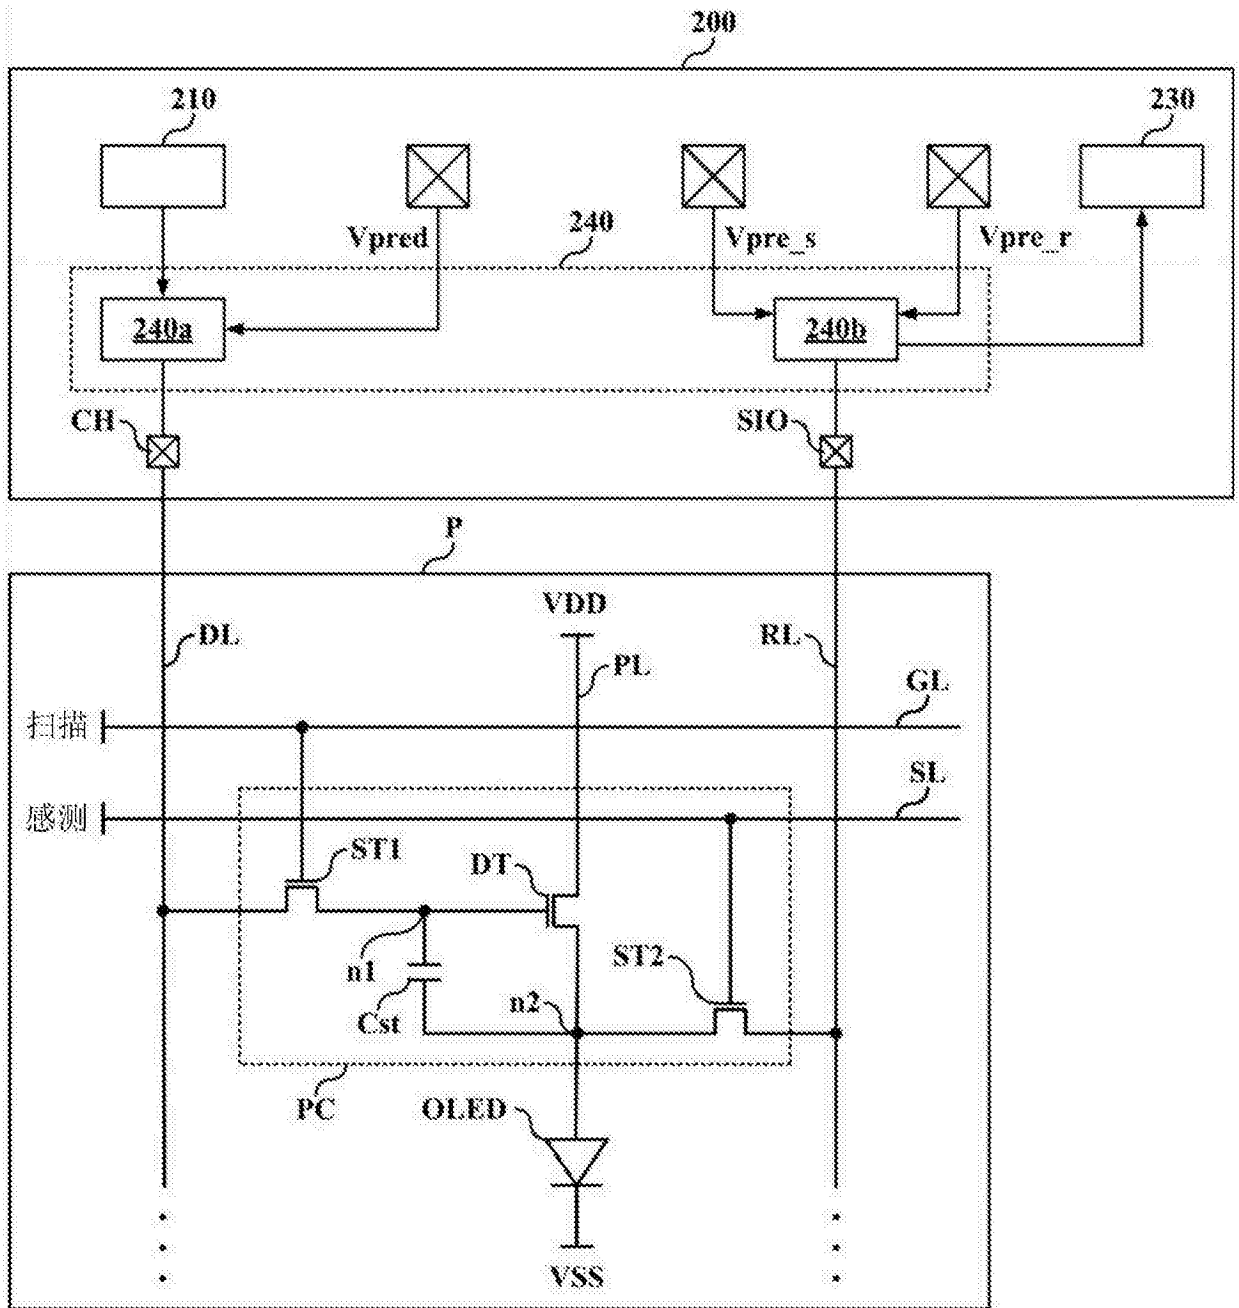 200
210
230
Vpred
240
Vpre_s
Vpre_r
240a
240b
CH
SIO
P
VDD
DL
PL
RL
GL
扫描
SL
感测
ST1
DT
ST2
n1
n2
Cst
PC
OLED
VSS